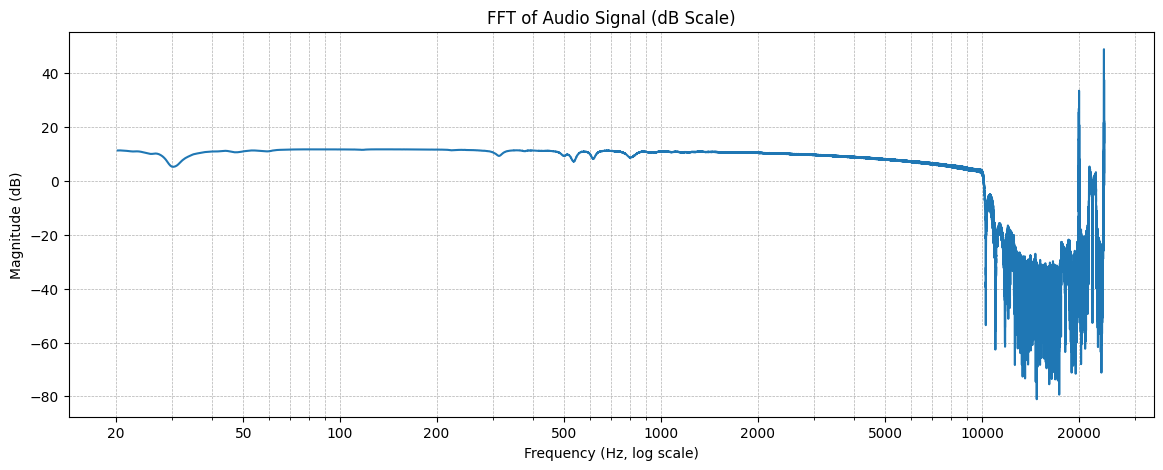 FFT of Audio Signal (dB Scale)
Magnitude (dB)
40
20
0
−20
−40
−60
−80
20 50 100 200 500 1000 2000 5000 10000 20000
Frequency (Hz, log scale)